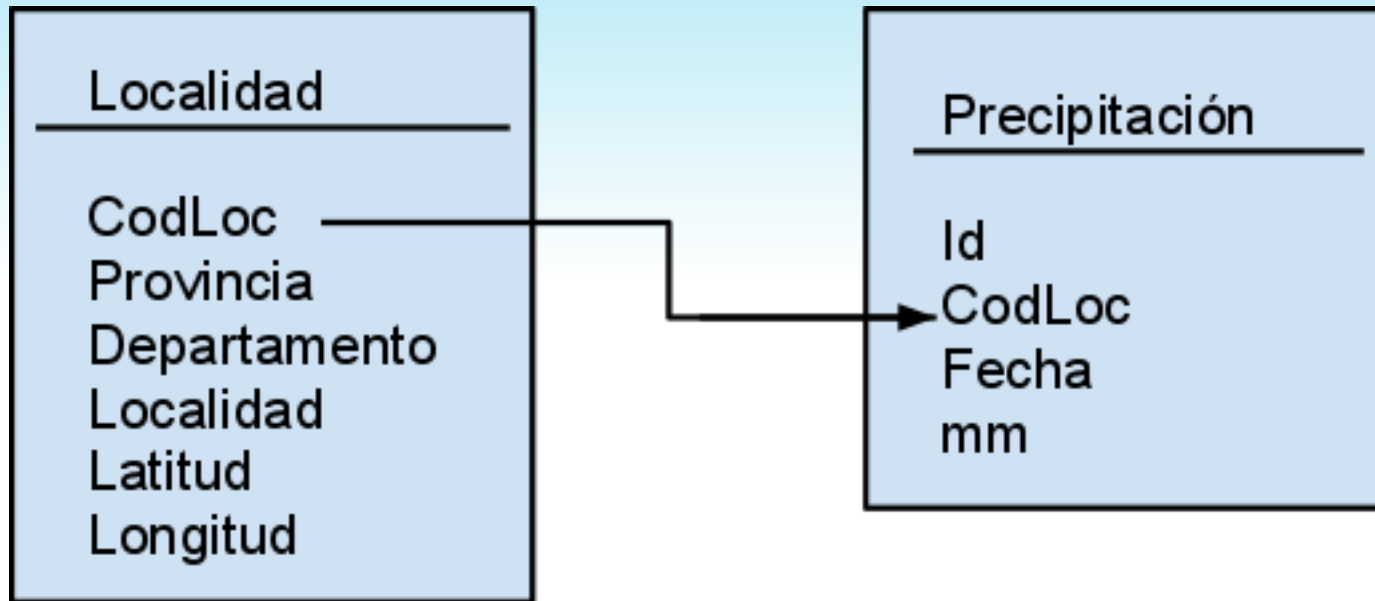 Localidad
CodLoc
Provincia
Departamento
Localidad
Latitud
Longitud
Precipitación
Id
CodLoc
Fecha
mm